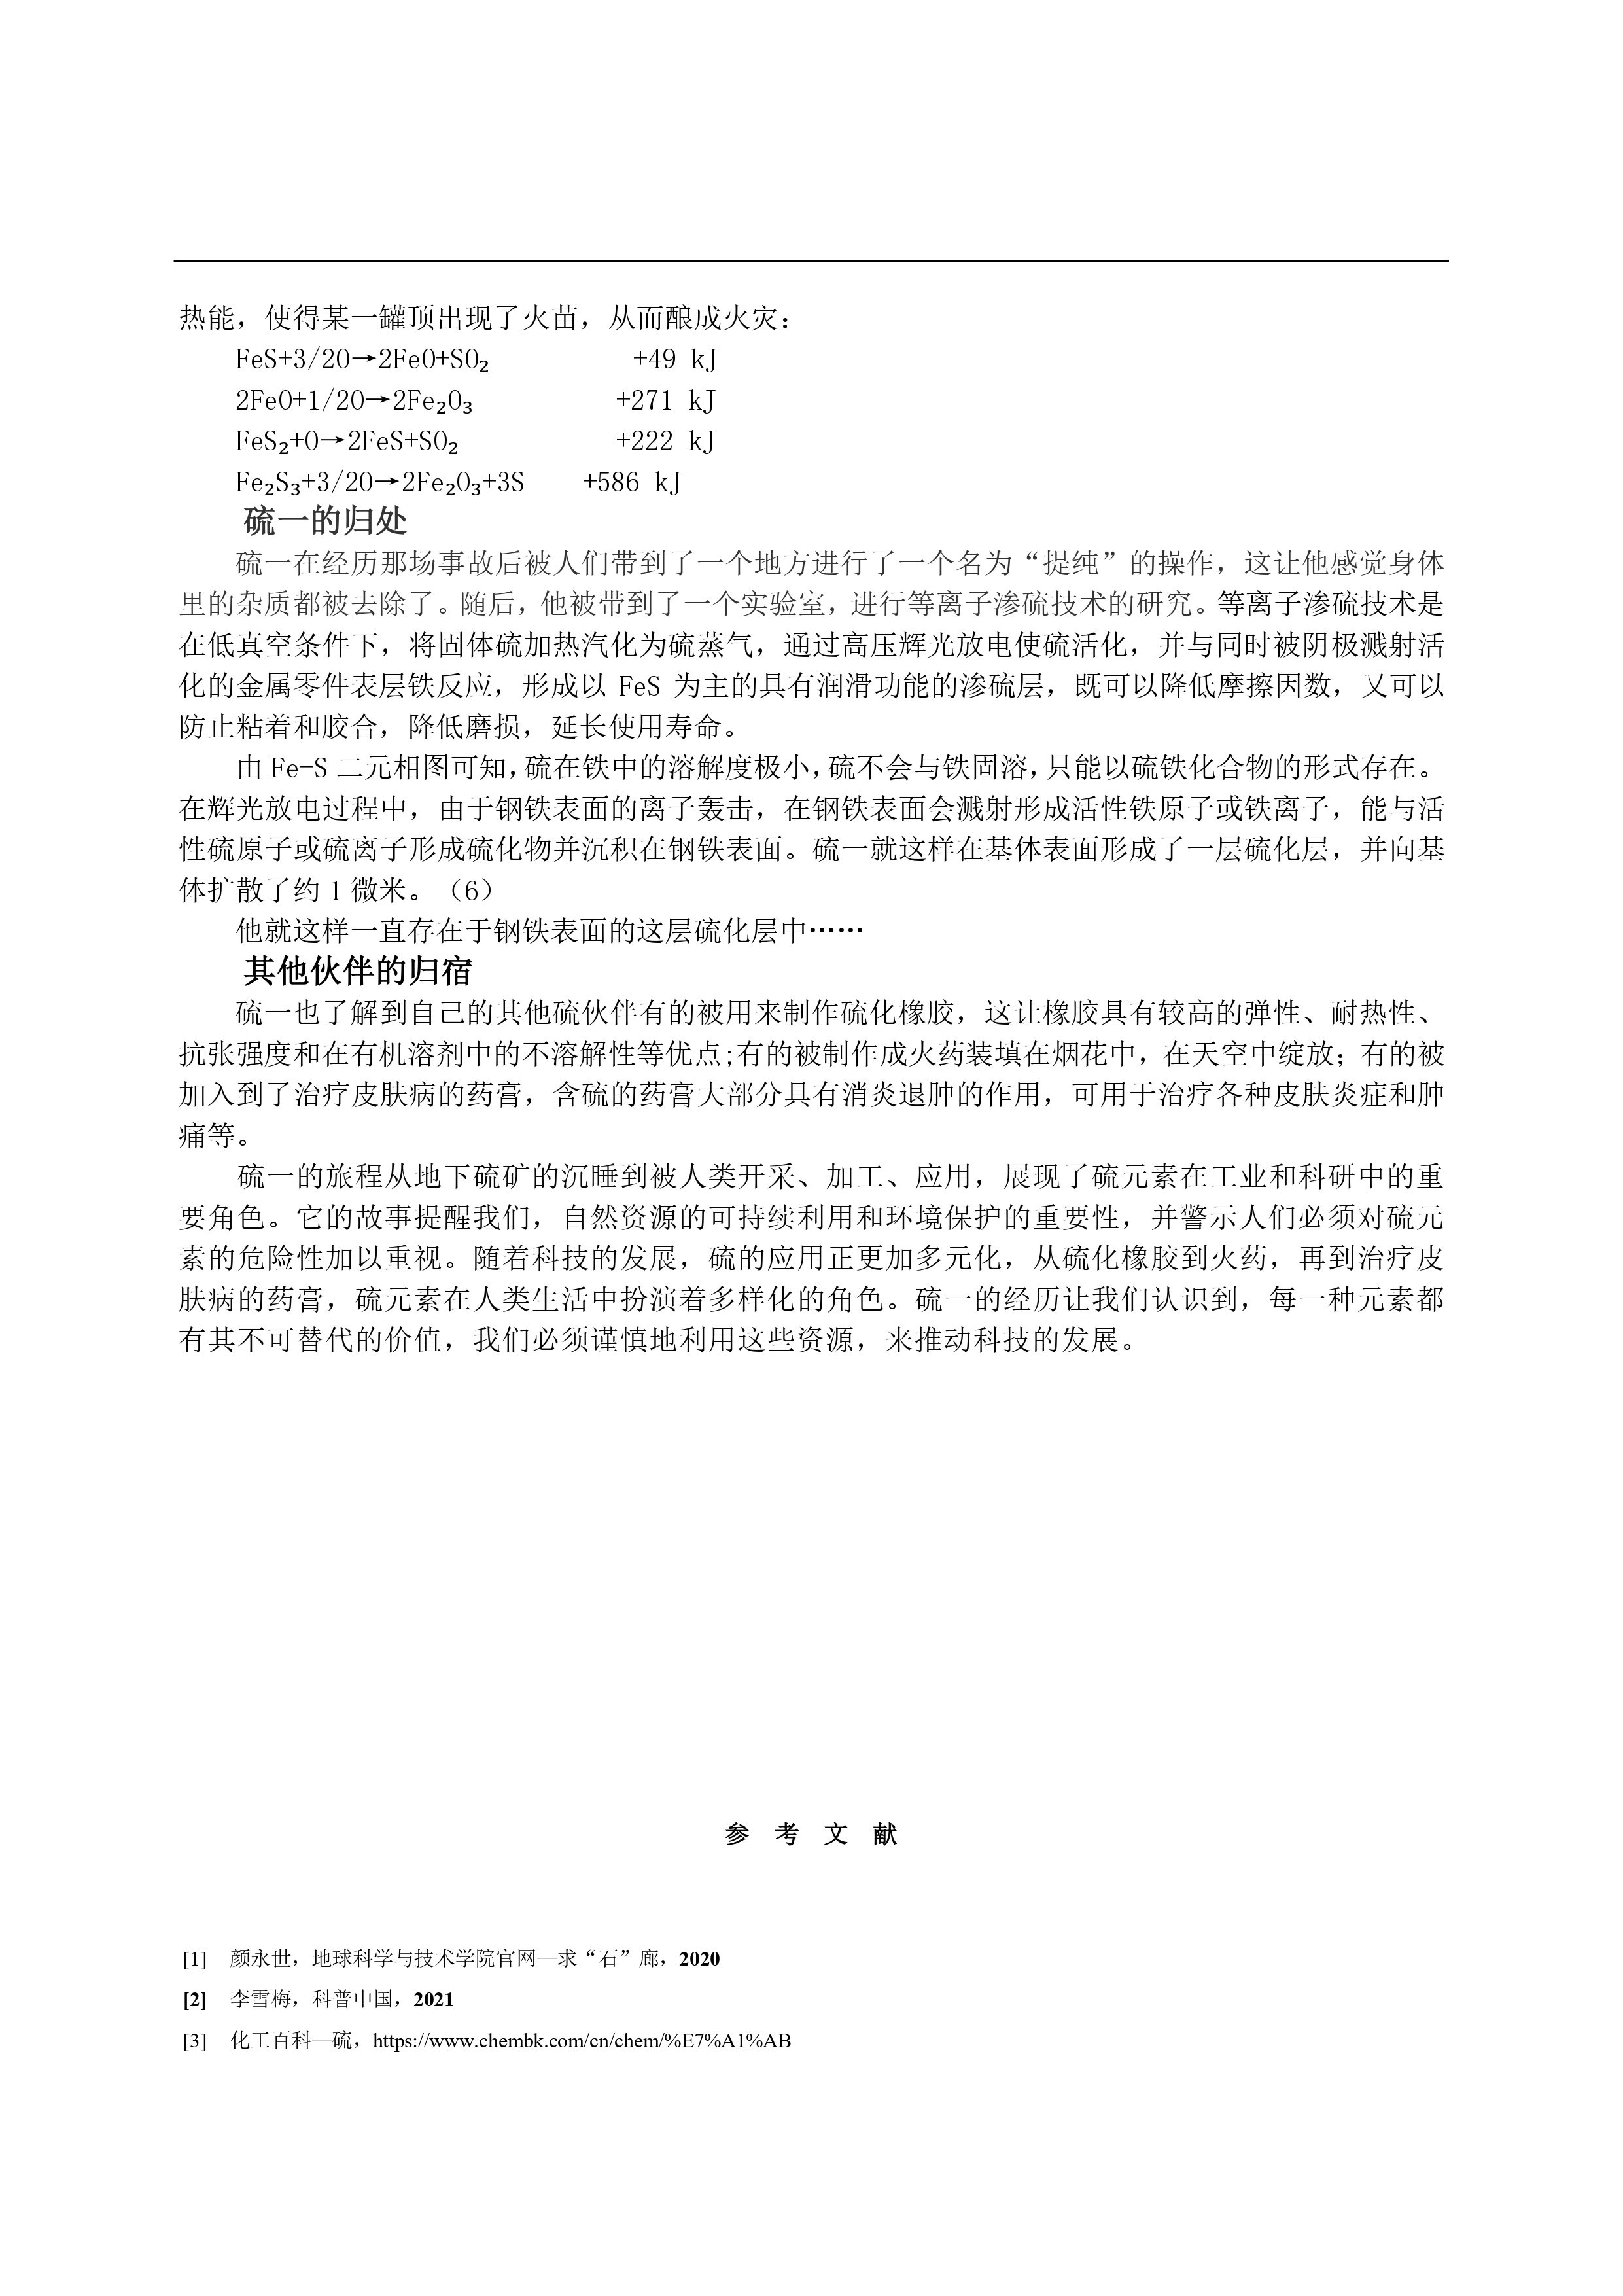 热能，使得某一罐顶出现了火苗，从而酿成火灾：
FeS+3/2O→2FeO+SO₂ +49 kJ
2FeO+1/2O→2Fe₂O₃ +271 kJ
FeS₂+O→2FeS+SO₂ +222 kJ
Fe₂S₃+3/2O→2Fe₂O₃+3S +586 kJ
硫一的归处
硫一在经历那场事故后被人们带到了一个地方进行了一个名为“提纯”的操作，这让他感觉身体
里的杂质都被去除了。随后，他被带到了一个实验室，进行等离子渗硫技术的研究。等离子渗硫技术是
在低真空条件下，将固体硫加热汽化为硫蒸气，通过高压辉光放电使硫活化，并与同时被阴极溅射活
化的金属零件表层铁反应，形成以 FeS 为主的具有润滑功能的渗硫层，既可以降低摩擦因数，又可以
防止粘着和胶合，降低磨损，延长使用寿命。
由 Fe-S 二元相图可知，硫在铁中的溶解度极小，硫不会与铁固溶，只能以硫铁化合物的形式存在。
在辉光放电过程中，由于钢铁表面的离子轰击，在钢铁表面会溅射形成活性铁原子或铁离子，能与活
性硫原子或硫离子形成硫化物并沉积在钢铁表面。硫一就这样在基体表面形成了一层硫化层，并向基
体扩散了约 1 微米。（6）
他就这样一直存在于钢铁表面的这层硫化层中……
其他伙伴的归宿
硫一也了解到自己的其他硫伙伴有的被用来制作硫化橡胶，这让橡胶具有较高的弹性、耐热性、
抗张强度和在有机溶剂中的不溶解性等优点;有的被制作成火药装填在烟花中，在天空中绽放；有的被
加入到了治疗皮肤病的药膏，含硫的药膏大部分具有消炎退肿的作用，可用于治疗各种皮肤炎症和肿
痛等。
硫一的旅程从地下硫矿的沉睡到被人类开采、加工、应用，展现了硫元素在工业和科研中的重
要角色。它的故事提醒我们，自然资源的可持续利用和环境保护的重要性，并警示人们必须对硫元
素的危险性加以重视。随着科技的发展，硫的应用正更加多元化，从硫化橡胶到火药，再到治疗皮
肤病的药膏，硫元素在人类生活中扮演着多样化的角色。硫一的经历让我们认识到，每一种元素都
有其不可替代的价值，我们必须谨慎地利用这些资源，来推动科技的发展。
参 考 文 献
[1] 颜永世，地球科学与技术学院官网—求“石”廊，2020
[2] 李雪梅，科普中国，2021
[3] 化工百科—硫，https://www.chembk.com/cn/chem/%E7%A1%AB